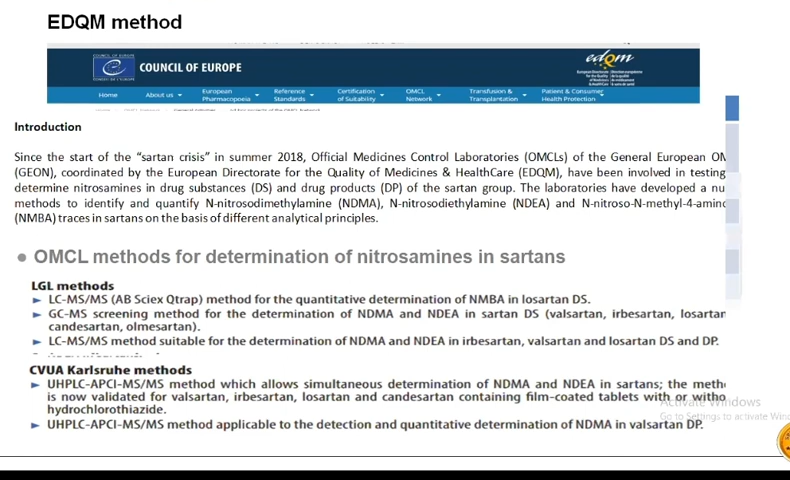 EDQM method
COUNCIL OF EUROPE
COUNCIL OF EUROPE
edqm
Home About us European Pharmacopoeia Reference Standards Certification of Suitability OMCL Network Transfusion & Transplantation Patient & Consumer Health Protection
Introduction
Since the start of the “sartan crisis” in summer 2018, Official Medicines Control Laboratories (OMCLs) of the General European
(GEON), coordinated by the European Directorate for the Quality of Medicines & HealthCare (EDQM), have been involved in testing
determine nitrosamines in drug substances (DS) and drug products (DP) of the sartan group. The laboratories have developed a
methods to identify and quantify N-nitrosodimethylamine (NDMA), N-nitrosodiethylamine (NDEA) and
(NMBA) traces in sartans on the basis of different analytical principles.
● OMCL methods for determination of nitrosamines in sartans
LGL methods
► LC-MS/MS (AB Sciex Qtrap) method for the quantitative determination of NMBA in losartan DS.
► GC-MS screening method for the determination of NDMA and NDEA in sartan DS (valsartan, irbesartan, losartan
candesartan, olmesartan).
► LC-MS/MS method suitable for the determination of NDMA and NDEA in irbesartan, valsartan and losartan DS and DP.
CVUA Karlsruhe methods
► UHPLC-APCI-MS/MS method which allows simultaneous determination of NDMA and NDEA in sartans; the
is now validated for valsartan, irbesartan, losartan and candesartan containing film-coated tablets with or
hydrochlorothiazide.
► UHPLC-APCI-MS/MS method applicable to the detection and quantitative determination of NDMA in valsartan DP.
Activate Windows
Go to Settings to activate